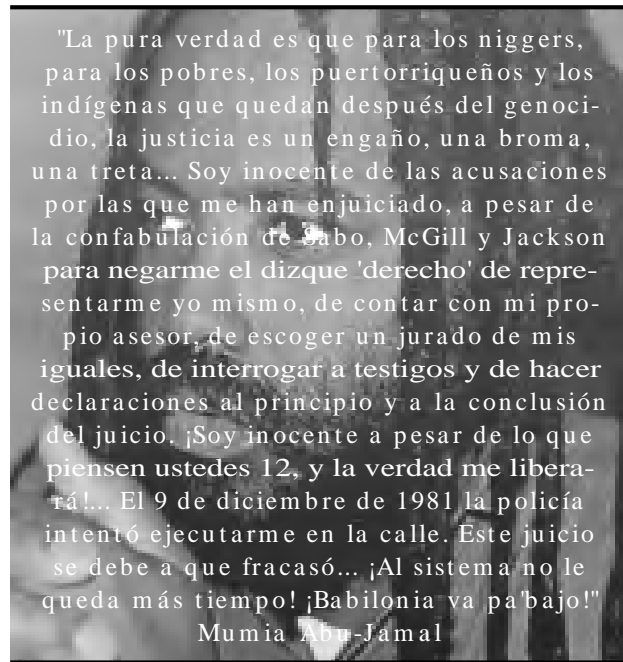 "La pura verdad es que para los niggers,
para los pobres, los puertorriqueños y los
indígenas que quedan después del genoci-
dio, la justicia es un engaño, una broma,
una treta... Soy inocente de las acusaciones
por las que me han enjuiciado, a pesar de
la confabulación de Sabo, McGill y Jackson
para negarme el dizque 'derecho' de repre-
sentarme yo mismo, de contar con mi pro-
pio asesor, de escoger un jurado de mis
iguales, de interrogar a testigos y de hacer
declaraciones al principio y a la conclusión
del juicio. ¡Soy inocente a pesar de lo que
piensen ustedes 12, y la verdad me libera-
rá!... El 9 de diciembre de 1981 la policía
intentó ejecutarme en la calle. Este juicio
se debe a que fracasó... ¡Al sistema no le
queda más tiempo! ¡Babilonia va pa'bajo!"
Mumia Abu-Jamal